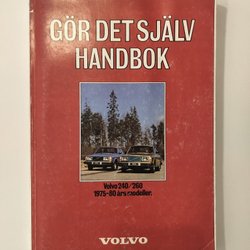 GÖR DET SJÄLV
HANDBOK
Volvo 240/260
1975-80 års modeller.
VOLVO